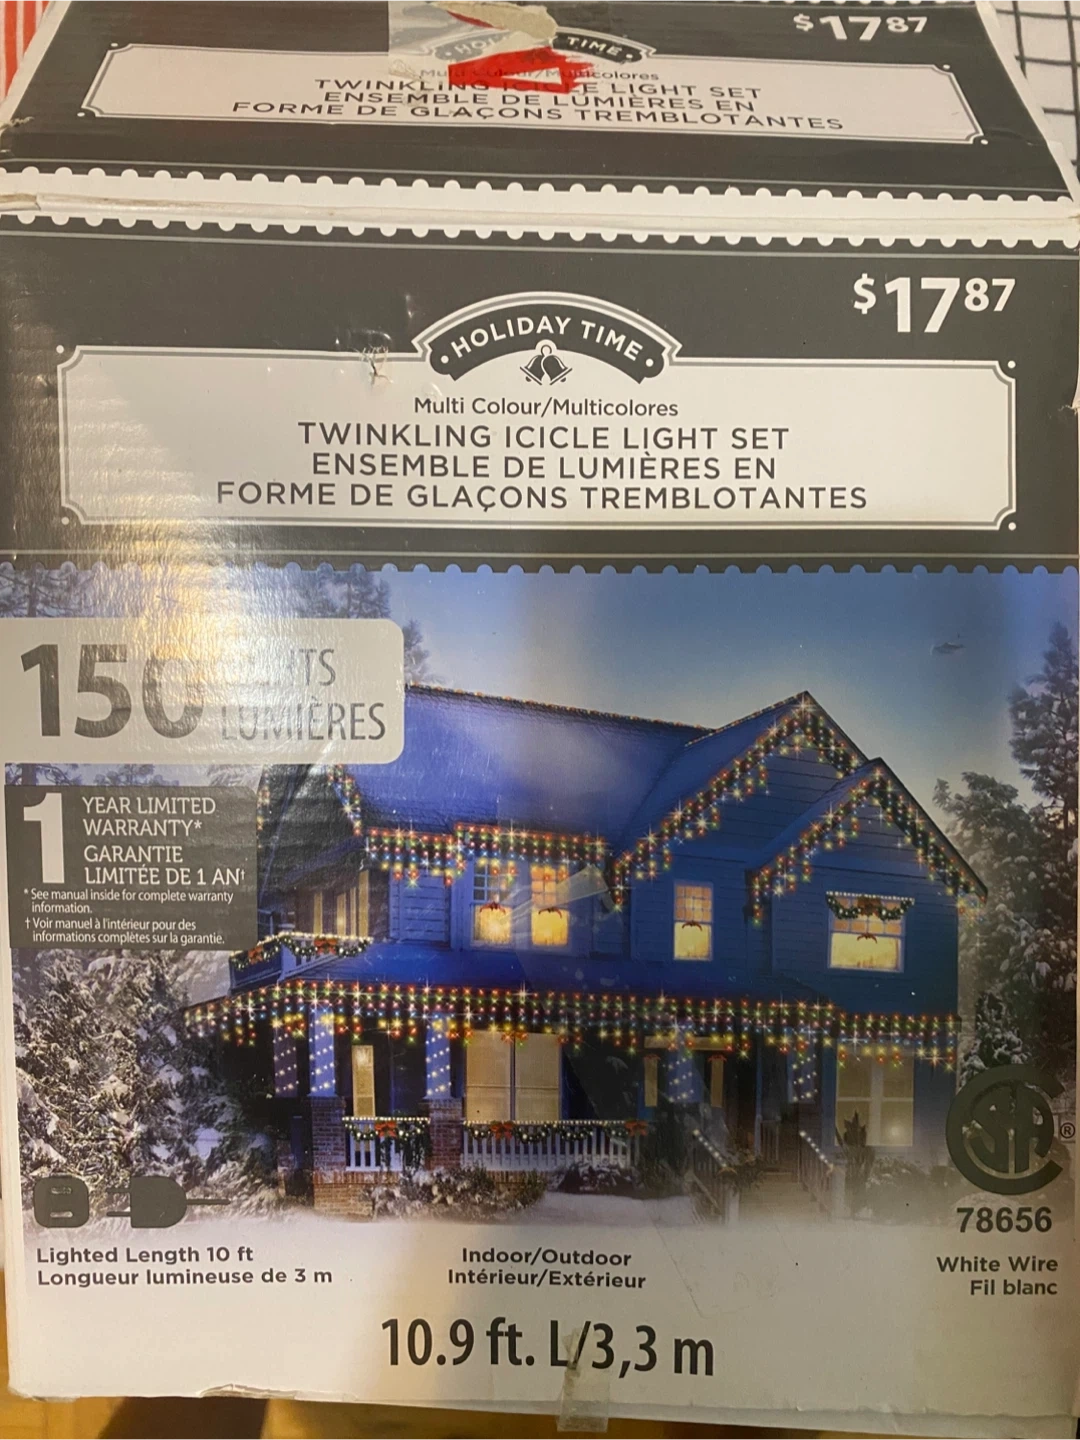 $17 87
TIME
Multicolores
TWINKLING ICICLE LIGHT SET
ENSEMBLE DE LUMIÈRES EN
FORME DE GLAÇONS TREMBLOTANTES
$17 87
HOLIDAY TIME
Multi Colour/Multicolores
TWINKLING ICICLE LIGHT SET
ENSEMBLE DE LUMIÈRES EN
FORME DE GLAÇONS TREMBLOTANTES
150 LIGHTS
LUMIÈRES
1 YEAR LIMITED
WARRANTY*
GARANTIE
LIMITÉE DE 1 AN†
*See manual inside for complete warranty
information.
† Voir manuel à l'intérieur pour des
informations complètes sur la garantie.
®
78656
Lighted Length 10 ft
Longueur lumineuse de 3 m
Indoor/Outdoor
Intérieur/Extérieur
White Wire
Fil blanc
10.9 ft. L/3,3 m